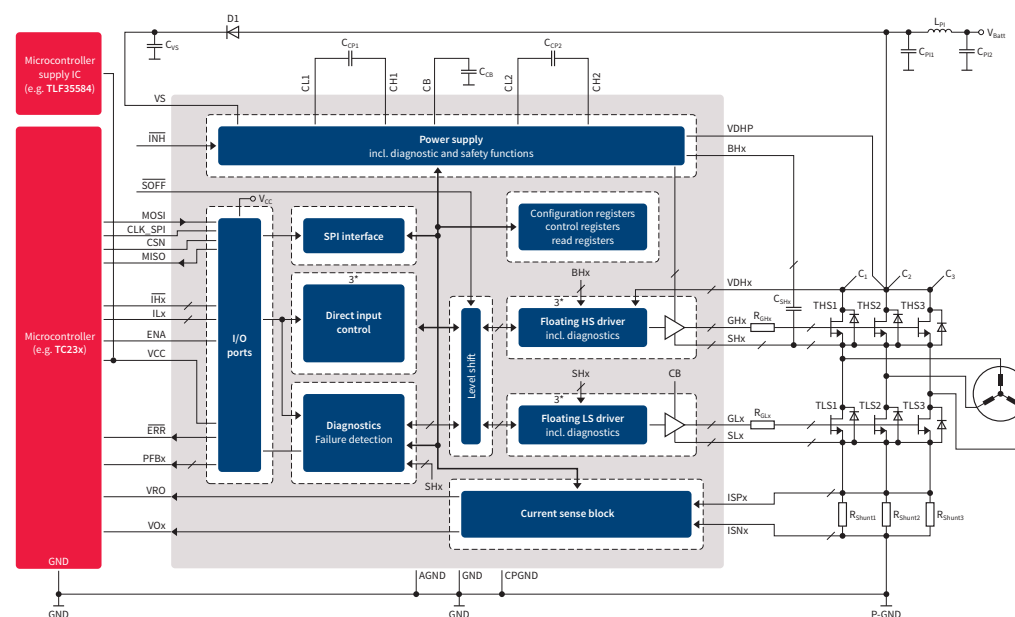 D1
L_PI
V_Batt
C_VS
C_CP1
C_CP2
C_PI1
C_PI2
C_CB
Microcontroller
supply IC
(e.g. TLF35584)
CL1
CH1
CB
CL2
CH2
VS
VDHP
INH
Power supply
incl. diagnostic and safety functions
BHx
SOFF
V_CC
MOSI
CLK_SPI
CSN
MISO
SPI interface
Configuration registers
control registers
read registers
BHx
VDHx
C_1
C_2
C_3
3*
3*
IHx
ILx
C_SHx
THS1
THS2
THS3
Microcontroller
(e.g. TC23x)
ENA
VCC
I/O
ports
Direct input
control
Level shift
Floating HS driver
incl. diagnostics
GHx
R_GHx
SHx
SHx
CB
3*
TLS1
TLS2
TLS3
ERR
PFBx
Diagnostics
Failure detection
Floating LS driver
incl. diagnostics
GLx
R_GLx
SLx
SHx
VRO
VOx
Current sense block
ISPx
ISNx
R_Shunt1
R_Shunt2
R_Shunt3
GND
AGND
GND
CPGND
GND
GND
P-GND